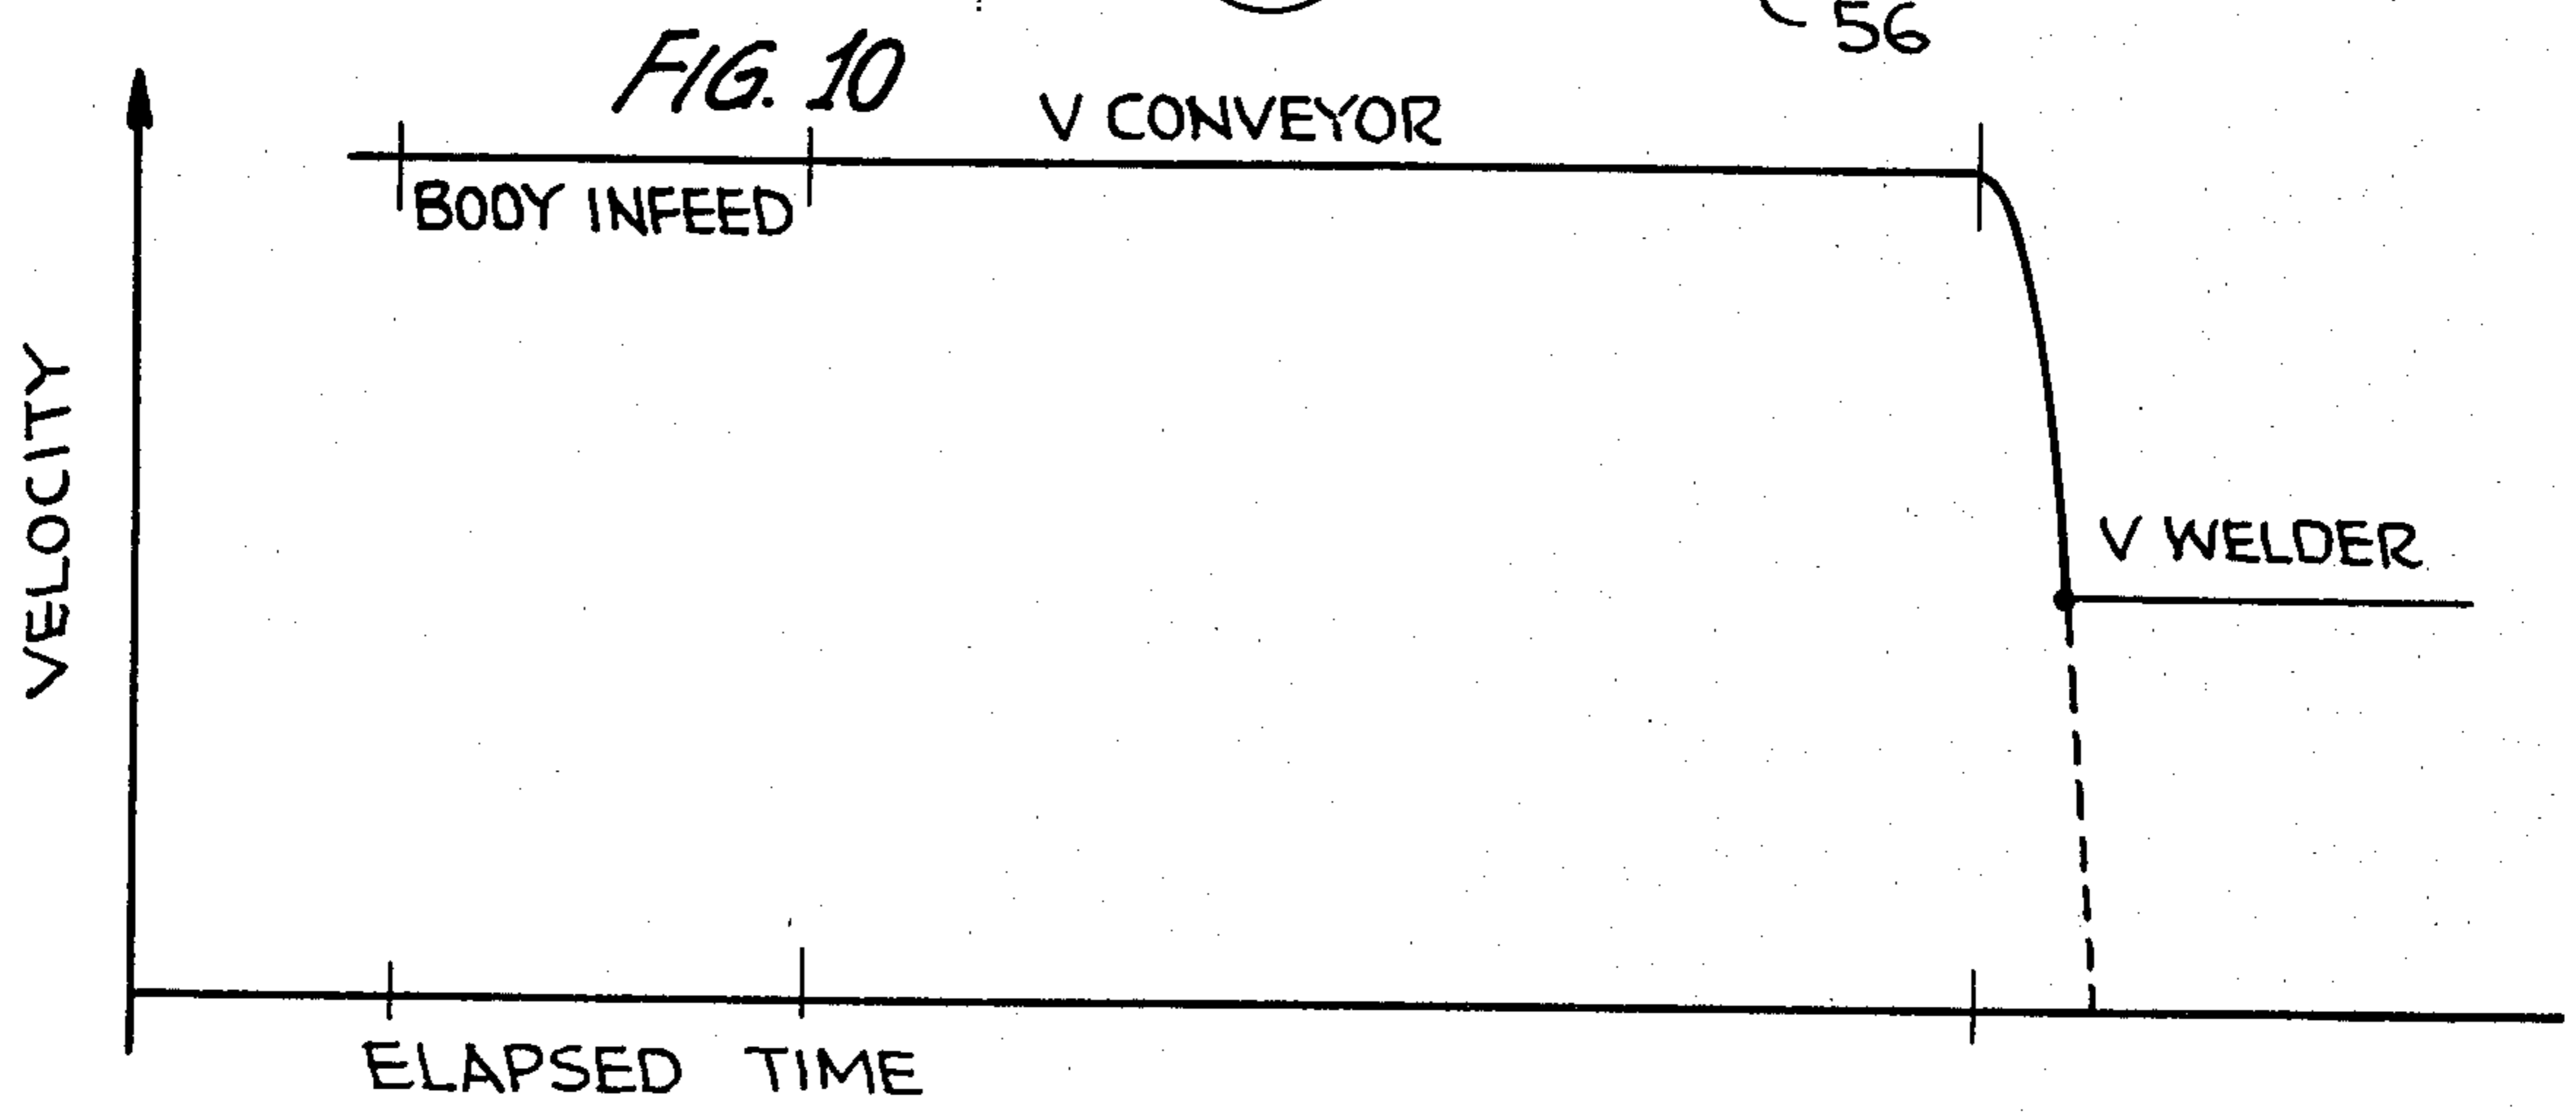 56
FIG. 10
V CONVEYOR
BODY INFEED
VELOCITY
V WELDER
ELAPSED TIME